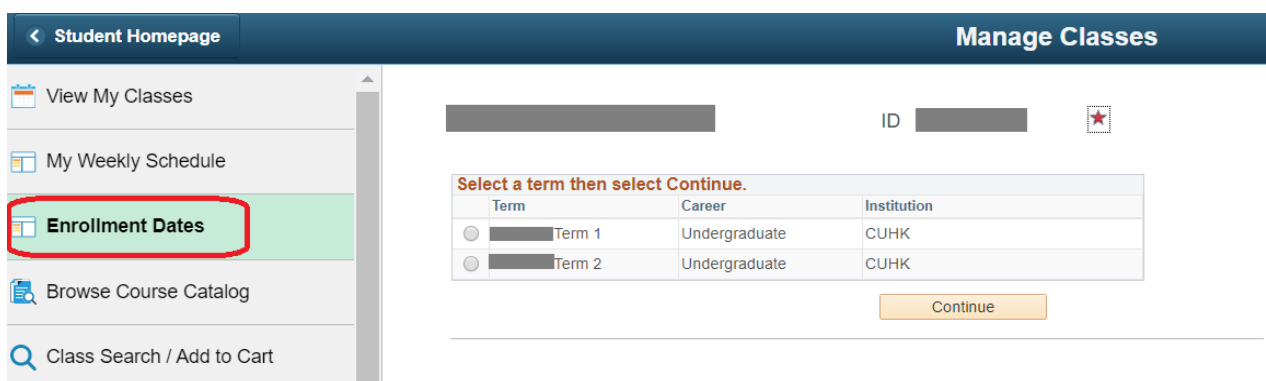 Student Homepage
Manage Classes
View My Classes
My Weekly Schedule
Enrollment Dates
Browse Course Catalog
Class Search / Add to Cart
ID
Select a term then select Continue.
Term Career Institution
Term 1 Undergraduate CUHK
Term 2 Undergraduate CUHK
Continue